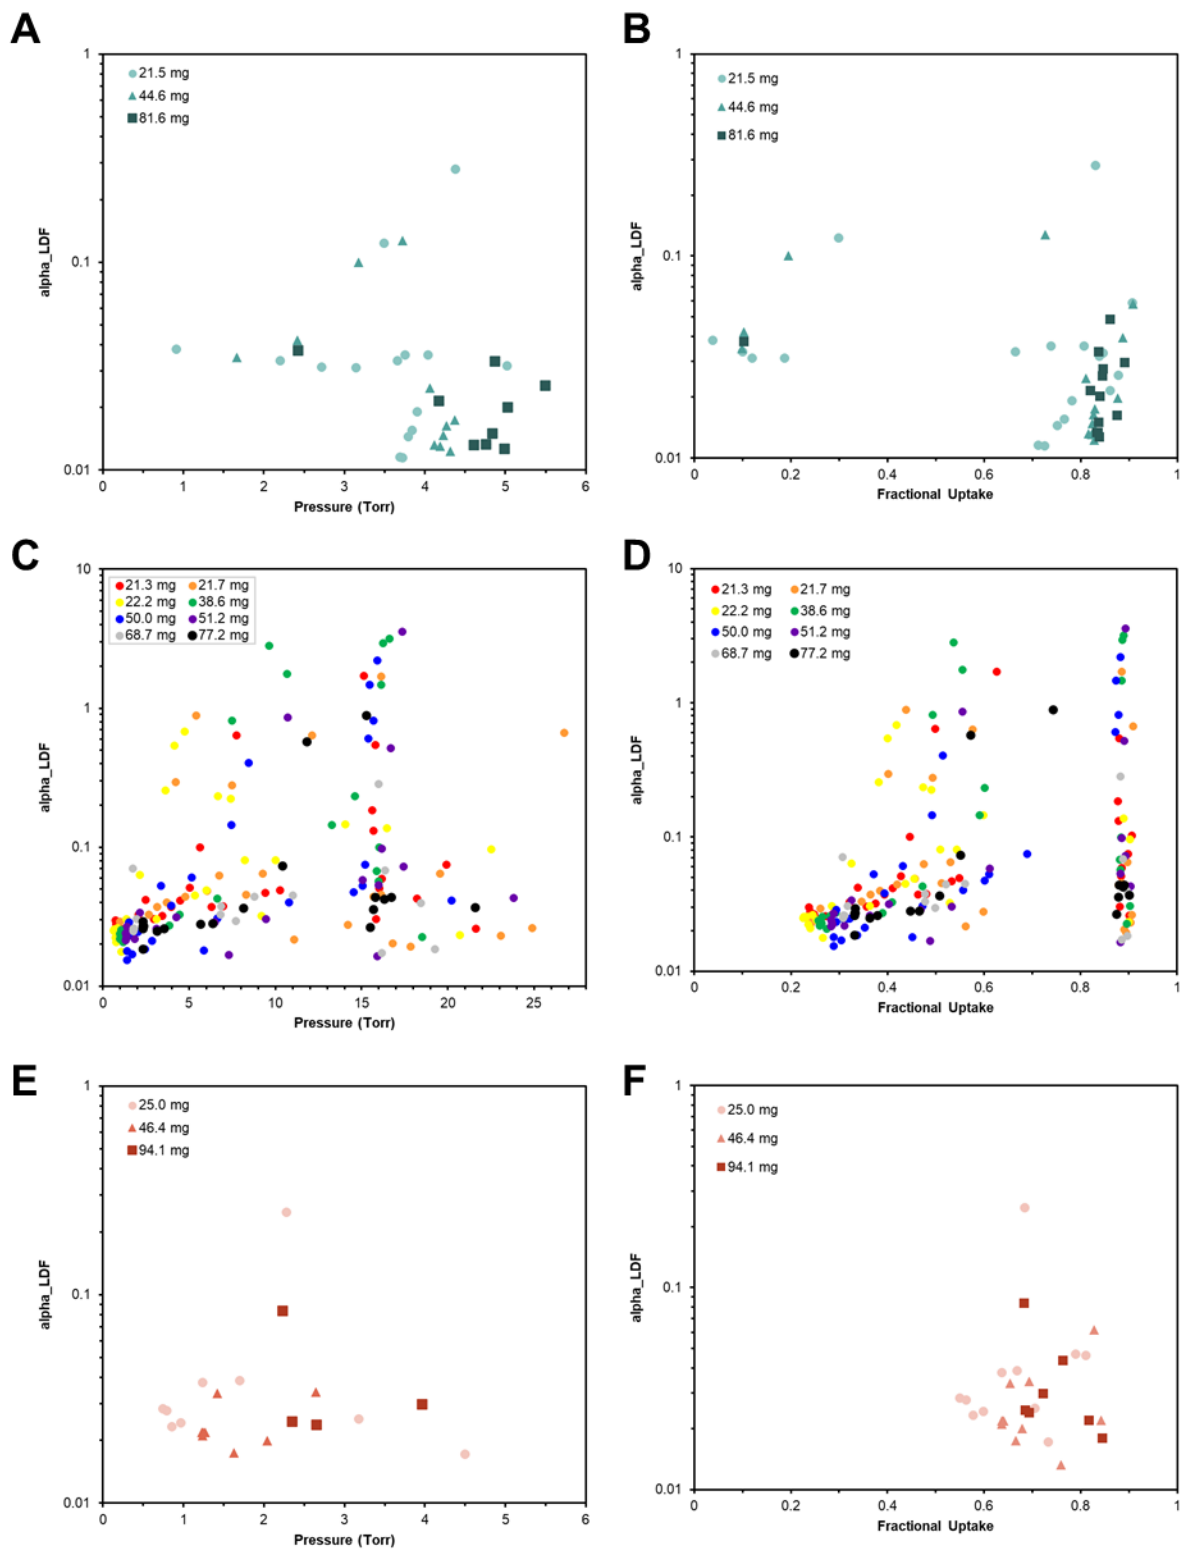 A
1
0.1
0.01
alpha_LDF
21.5 mg
44.6 mg
81.6 mg
0 1 2 3 4 5 6
Pressure (Torr)
B
1
0.1
0.01
alpha_LDF
21.5 mg
44.6 mg
81.6 mg
0 0.2 0.4 0.6 0.8 1
Fractional Uptake
C
10
1
0.1
0.01
alpha_LDF
21.3 mg 21.7 mg
22.2 mg 38.6 mg
50.0 mg 51.2 mg
68.7 mg 77.2 mg
0 5 10 15 20 25
Pressure (Torr)
D
10
1
0.1
0.01
alpha_LDF
21.3 mg 21.7 mg
22.2 mg 38.6 mg
50.0 mg 51.2 mg
68.7 mg 77.2 mg
0 0.2 0.4 0.6 0.8 1
Fractional Uptake
E
1
0.1
0.01
alpha_LDF
25.0 mg
46.4 mg
94.1 mg
0 1 2 3 4 5 6
Pressure (Torr)
F
1
0.1
0.01
alpha_LDF
25.0 mg
46.4 mg
94.1 mg
0 0.2 0.4 0.6 0.8 1
Fractional Uptake